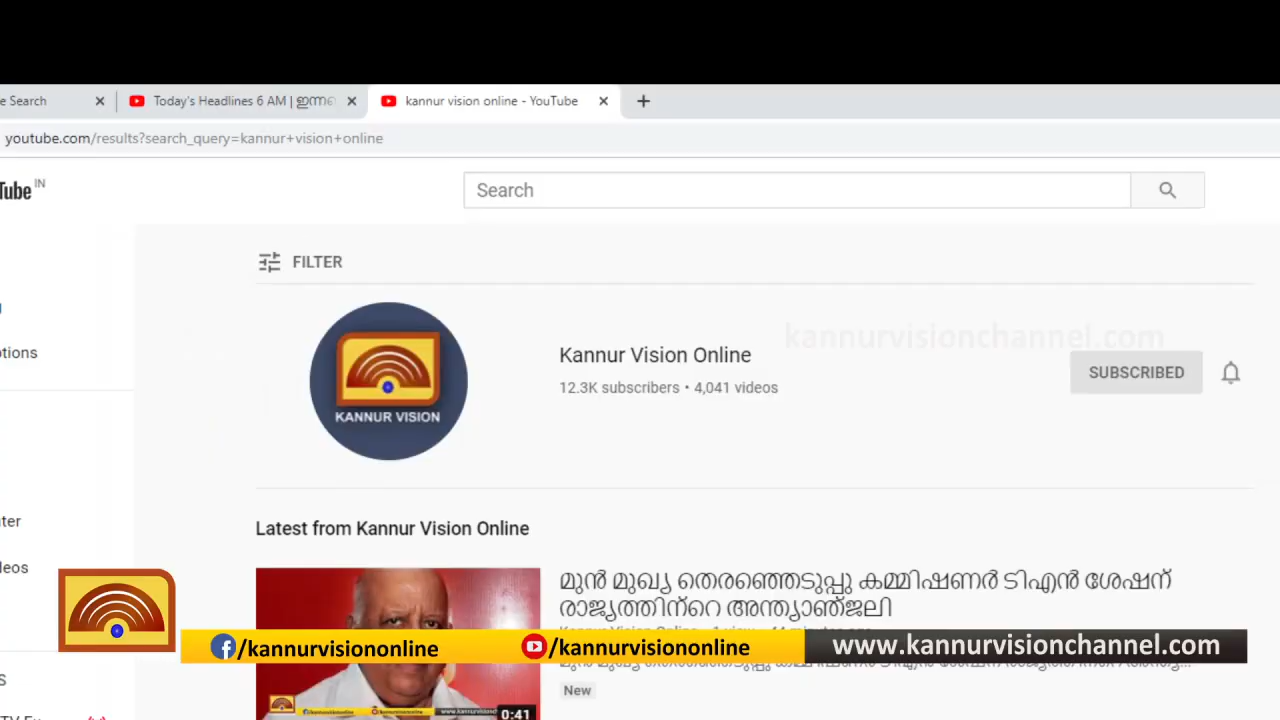 e Search
Today's Headlines 6 AM | ഇന്നെ
kannur vision online - YouTube
youtube.com/results?search_query=kannur+vision+online
Tube IN
Search
FILTER
kannurvisionchannel.com
KANNUR VISION
Kannur Vision Online
12.3K subscribers • 4,041 videos
SUBSCRIBED
ptions
Latest from Kannur Vision Online
മുൻ മുഖ്യ തെരഞ്ഞെടുപ്പു കമ്മിഷണർ ടിഎൻ ശേഷന്
രാജ്യത്തിന്റെ അന്ത്യാഞ്ജലി
/kannurvisiononline
/kannurvisiononline
www.kannurvisionchannel.com
New
0:41